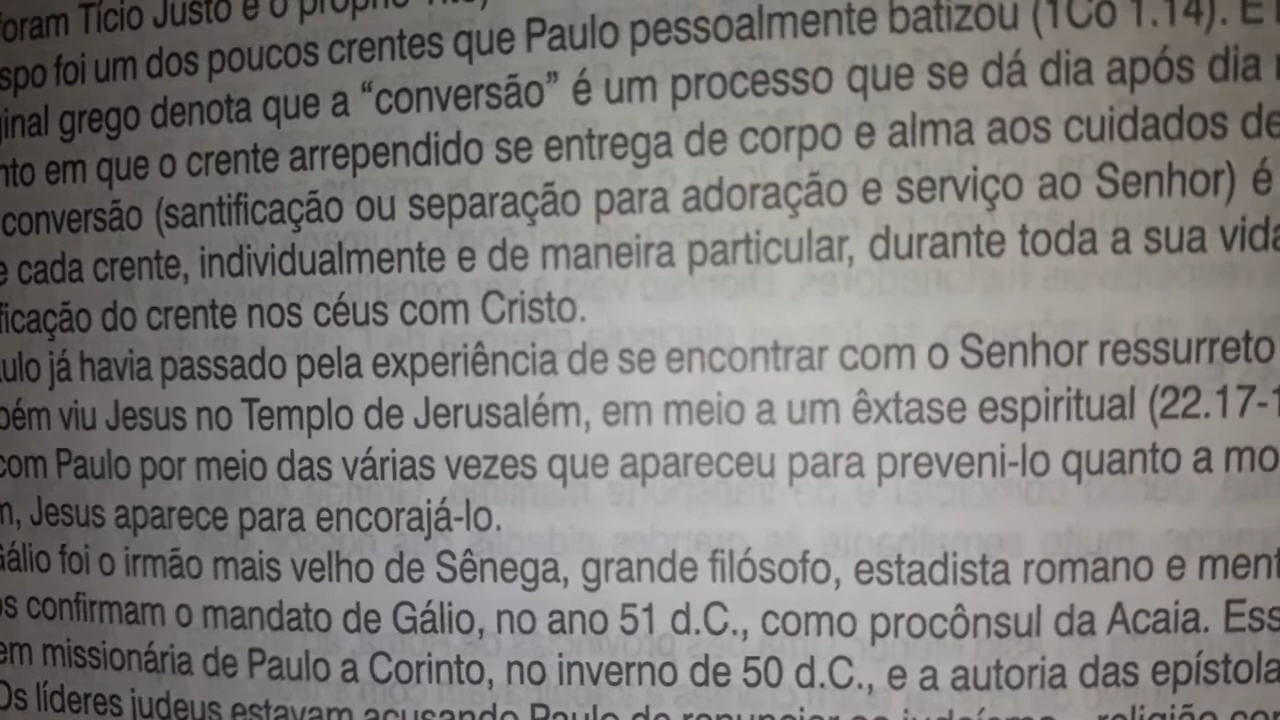 foram Tício Justo e o próprio
spo foi um dos poucos crentes que Paulo pessoalmente batizou (1Co 1.14). E
ginal grego denota que a “conversão” é um processo que se dá dia após dia
nto em que o crente arrependido se entrega de corpo e alma aos cuidados de
conversão (santificação ou separação para adoração e serviço ao Senhor) é
e cada crente, individualmente e de maneira particular, durante toda a sua vida
ficação do crente nos céus com Cristo.
ulo já havia passado pela experiência de se encontrar com o Senhor ressurreto
bém viu Jesus no Templo de Jerusalém, em meio a um êxtase espiritual (22.17-1
com Paulo por meio das várias vezes que apareceu para preveni-lo quanto a mo
m, Jesus aparece para encorajá-lo.
Gálio foi o irmão mais velho de Sênega, grande filósofo, estadista romano e ment
os confirmam o mandato de Gálio, no ano 51 d.C., como procônsul da Acaia. Ess
em missionária de Paulo a Corinto, no inverno de 50 d.C., e a autoria das epístola
Os líderes judeus estavam acusando Paulo de renunciar ao judaísmo religião co